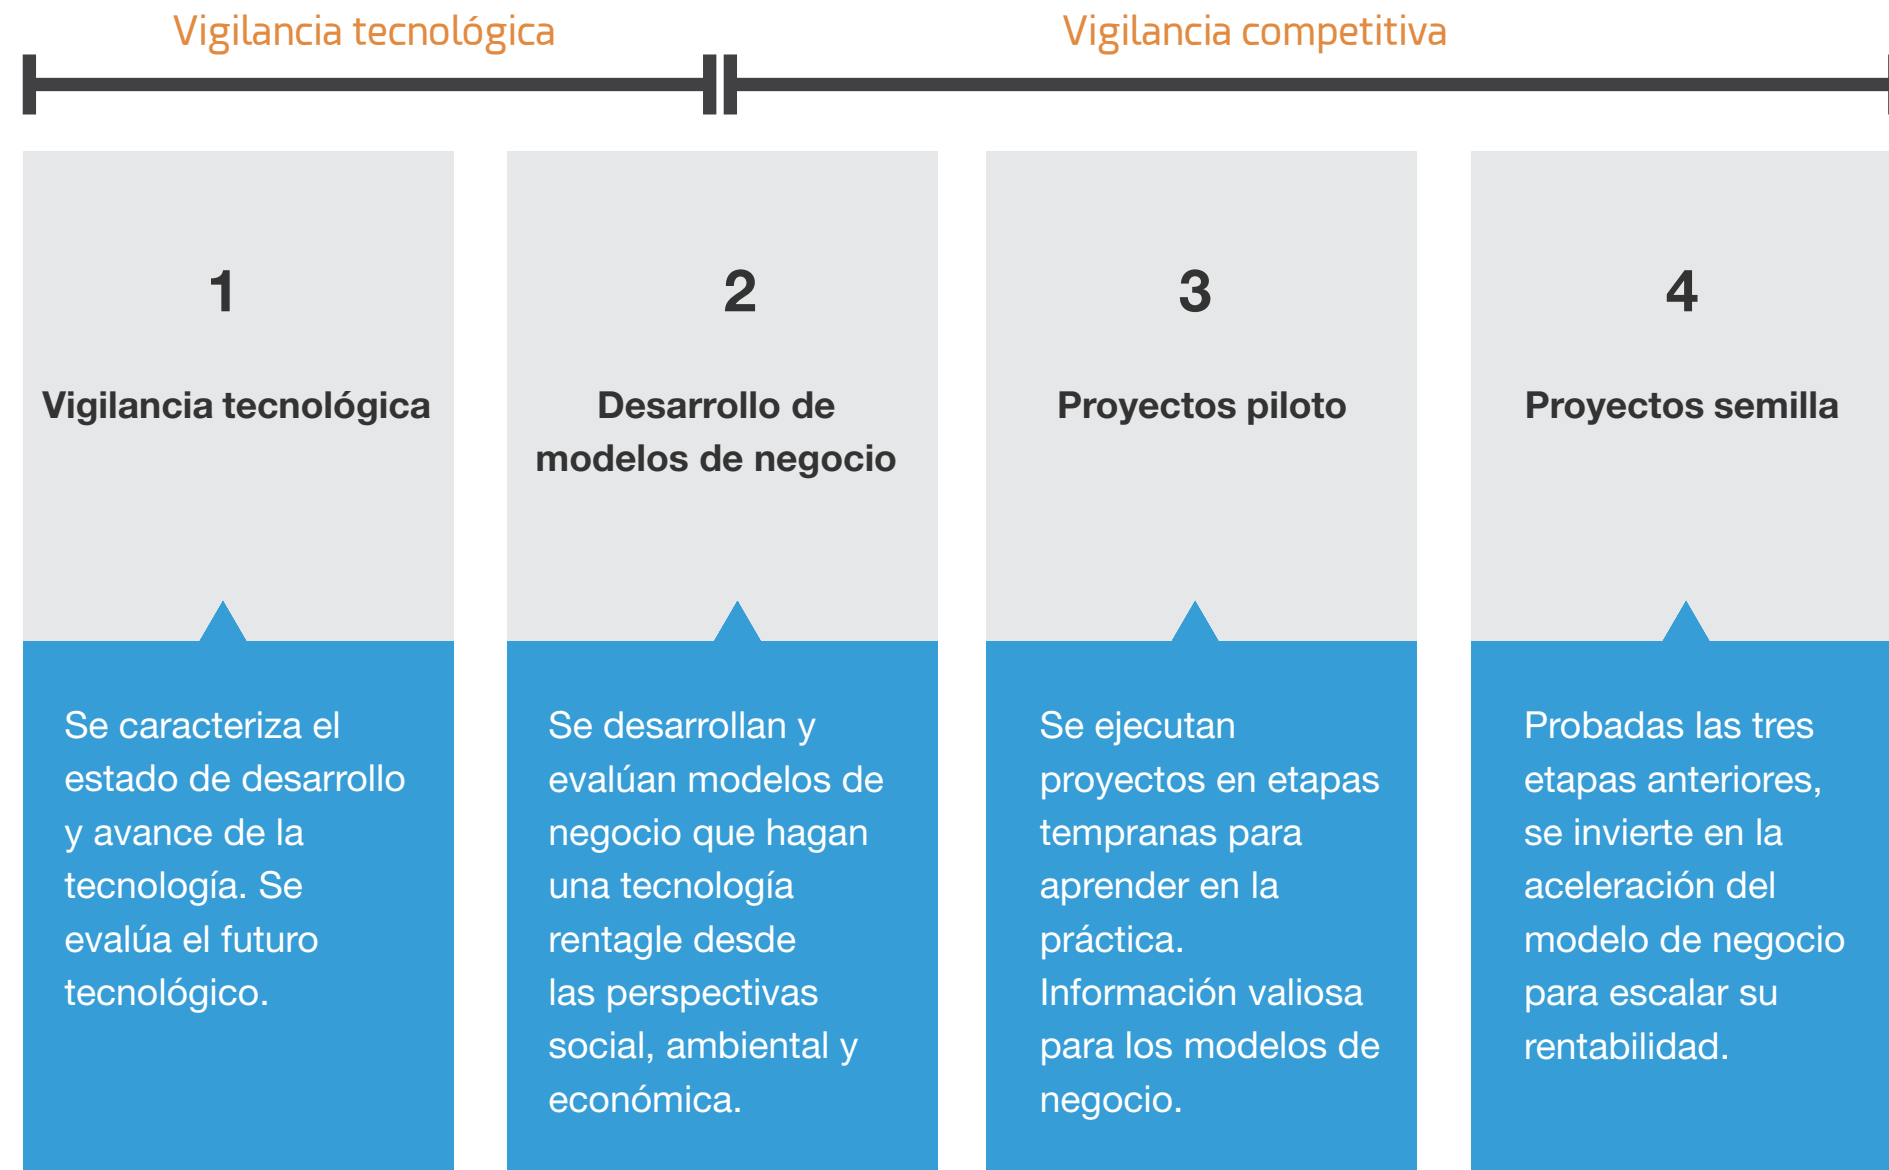 Vigilancia tecnológica
Vigilancia competitiva
1
Vigilancia tecnológica
Se caracteriza el
estado de desarrollo
y avance de la
tecnología. Se
evalúa el futuro
tecnológico.
2
Desarrollo de
modelos de negocio
Se desarrollan y
evalúan modelos de
negocio que hagan
una tecnología
rentagle desde
las perspectivas
social, ambiental y
económica.
3
Proyectos piloto
Se ejecutan
proyectos en etapas
tempranas para
aprender en la
práctica.
Información valiosa
para los modelos de
negocio.
4
Proyectos semilla
Probadas las tres
etapas anteriores,
se invierte en la
aceleración del
modelo de negocio
para escalar su
rentabilidad.